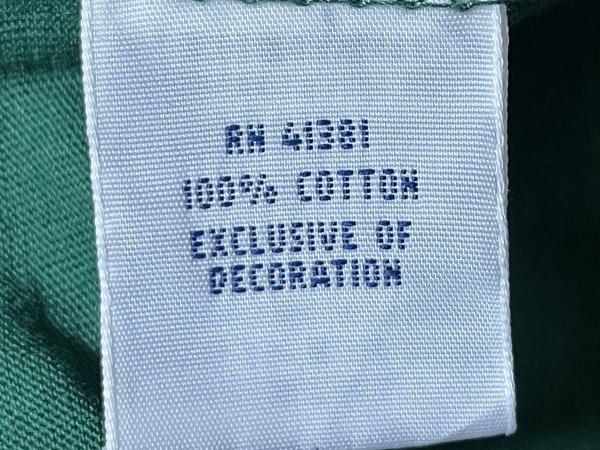 RN 41381
100% COTTON
EXCLUSIVE OF
DECORATION